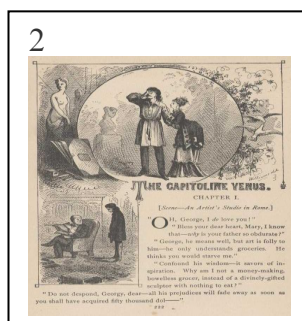 2
THE CAPITOLINE VENUS.
CHAPTER I.
[Scene—An Artist's Studio in Rome.]
"OH, George, I do love you!"
"Bless your dear heart, Mary, I know
that—why is your father so obdurate?"
"George, he means well, but art is folly to
him—he only understands groceries. He
thinks you would starve me."
"Confound his wisdom—it savors of in-
spiration. Why am I not a money-making,
bowelless grocer, instead of a divinely-gifted
sculptor with nothing to eat?"
"Do not despond, Georgy, dear—all his prejudices will fade away as soon as
you shall have acquired fifty thousand dol——"